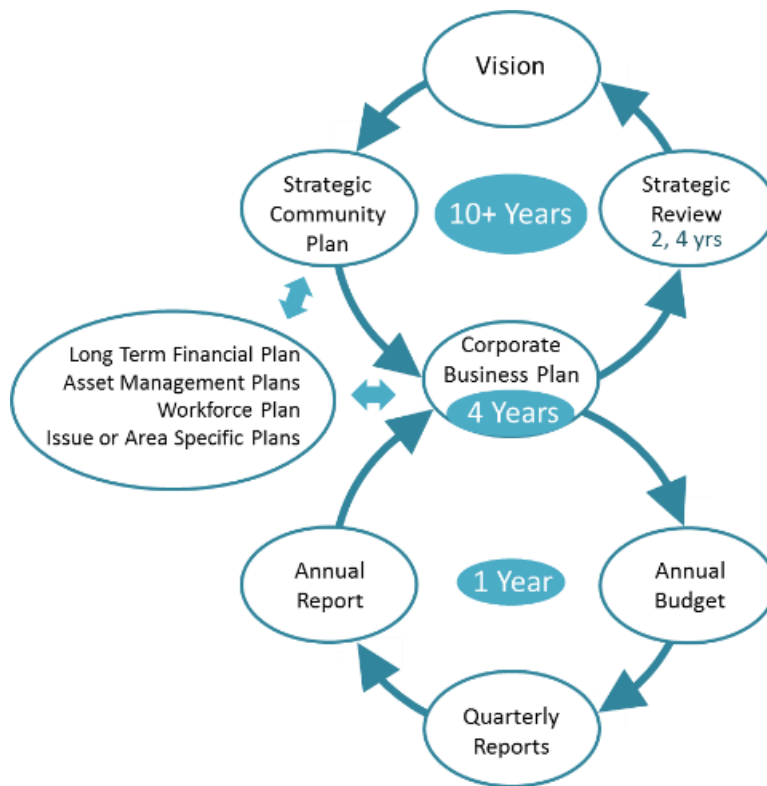 Vision
Strategic
Community
Plan
10+ Years
Strategic
Review
2, 4 yrs
Long Term Financial Plan
Asset Management Plans
Workforce Plan
Issue or Area Specific Plans
Corporate
Business Plan
4 Years
Annual
Report
1 Year
Annual
Budget
Quarterly
Reports